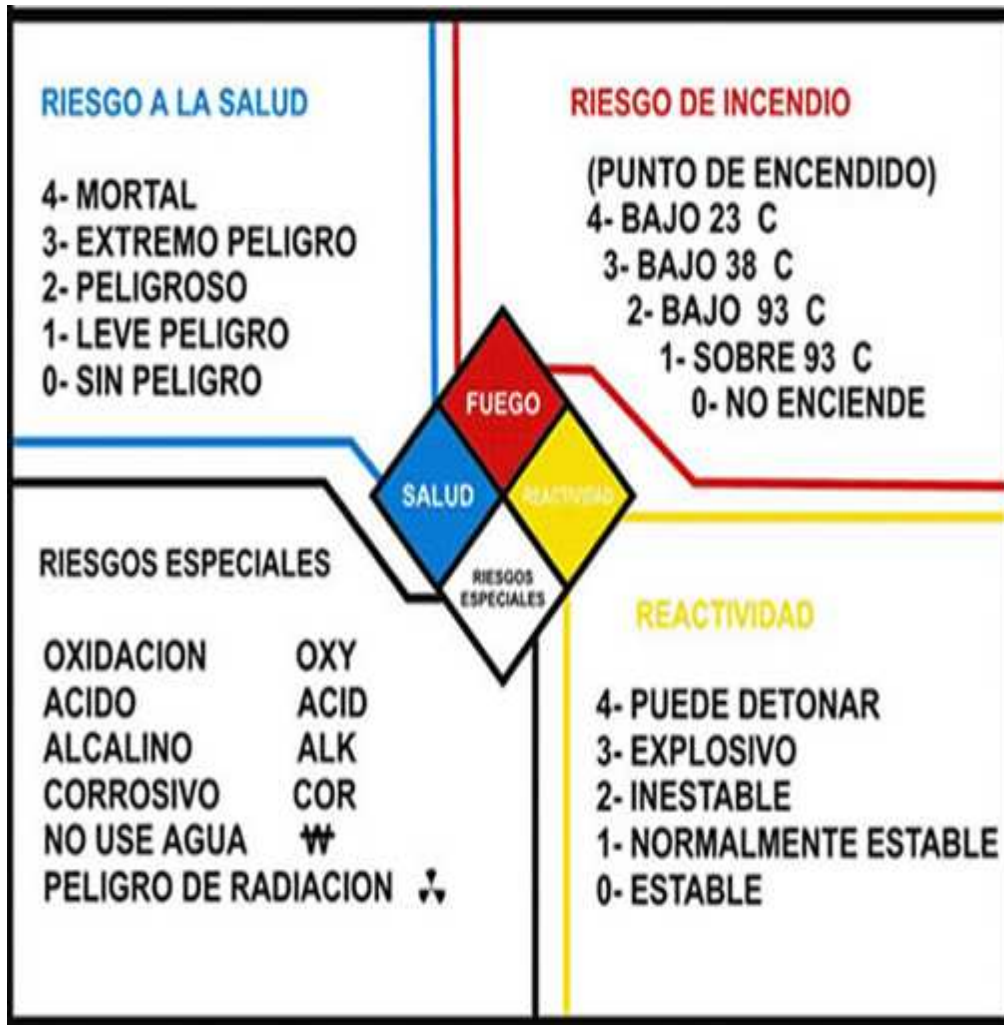 RIESGO A LA SALUD
4- MORTAL
3- EXTREMO PELIGRO
2- PELIGROSO
1- LEVE PELIGRO
0- SIN PELIGRO
RIESGO DE INCENDIO
(PUNTO DE ENCENDIDO)
4- BAJO 23 C
3- BAJO 38 C
2- BAJO 93 C
1- SOBRE 93 C
0- NO ENCIENDE
FUEGO
SALUD
REACTIVIDAD
RIESGOS
ESPECIALES
RIESGOS ESPECIALES
OXIDACION OXY
ACIDO ACID
ALCALINO ALK
CORROSIVO COR
NO USE AGUA W
PELIGRO DE RADIACION
REACTIVIDAD
4- PUEDE DETONAR
3- EXPLOSIVO
2- INESTABLE
1- NORMALMENTE ESTABLE
0- ESTABLE